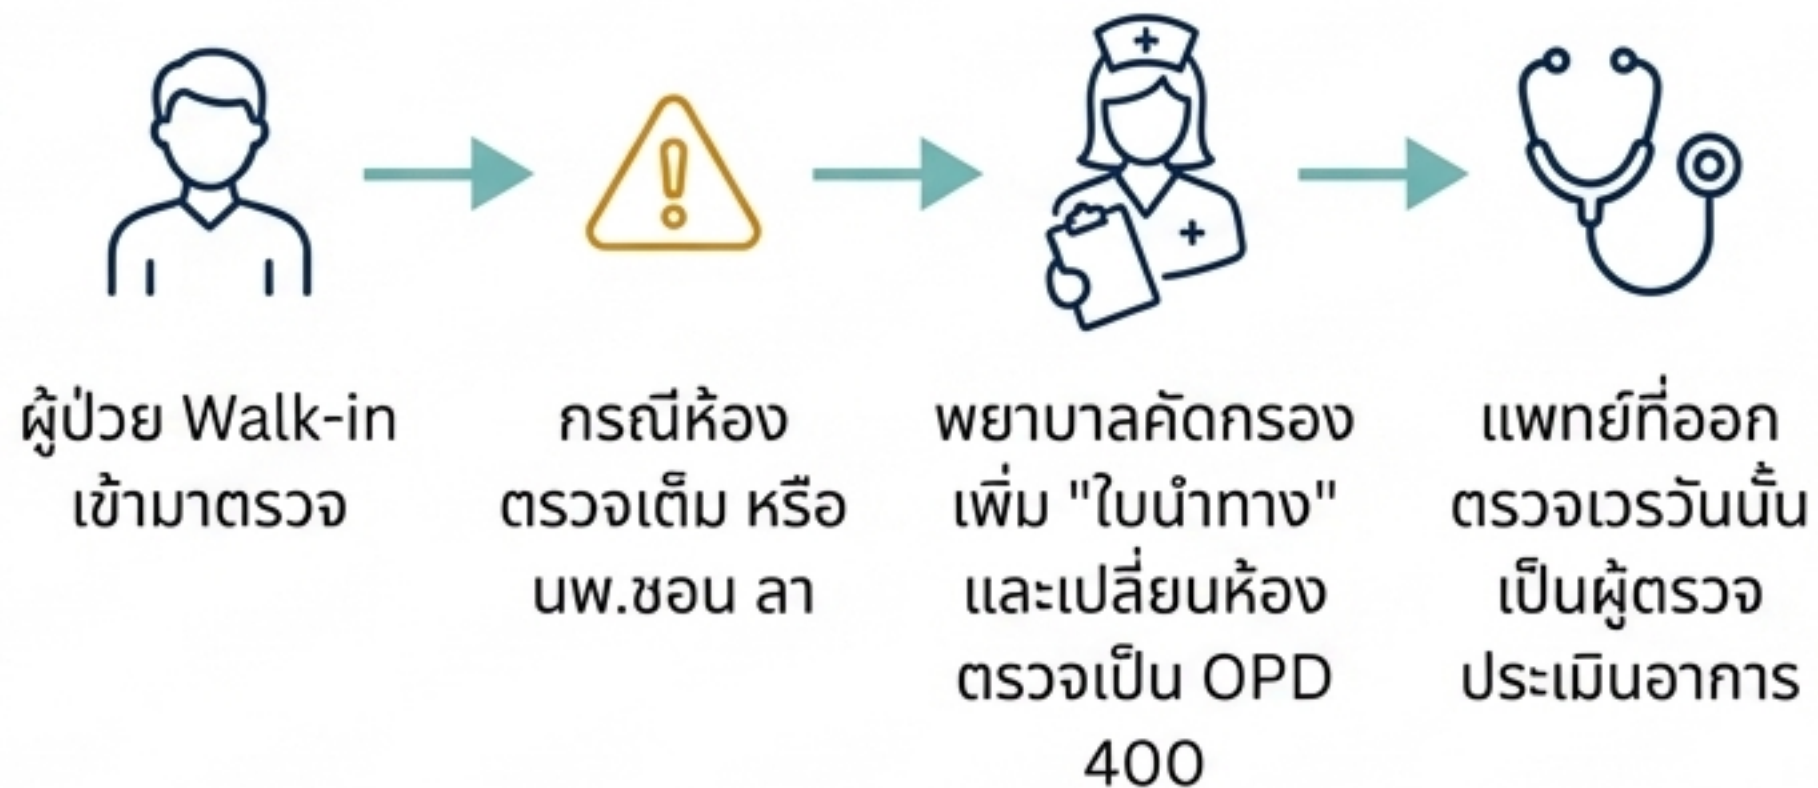 ผู้ป่วย Walk-in
เข้ามาตรวจ
กรณีห้อง
ตรวจเต็ม หรือ
นพ.ชอน ลา
พยาบาลคัดกรอง
เพิ่ม "ใบนำทาง"
และเปลี่ยนห้อง
ตรวจเป็น OPD
400
แพทย์ที่ออก
ตรวจเวรวันนั้น
เป็นผู้ตรวจ
ประเมินอาการ